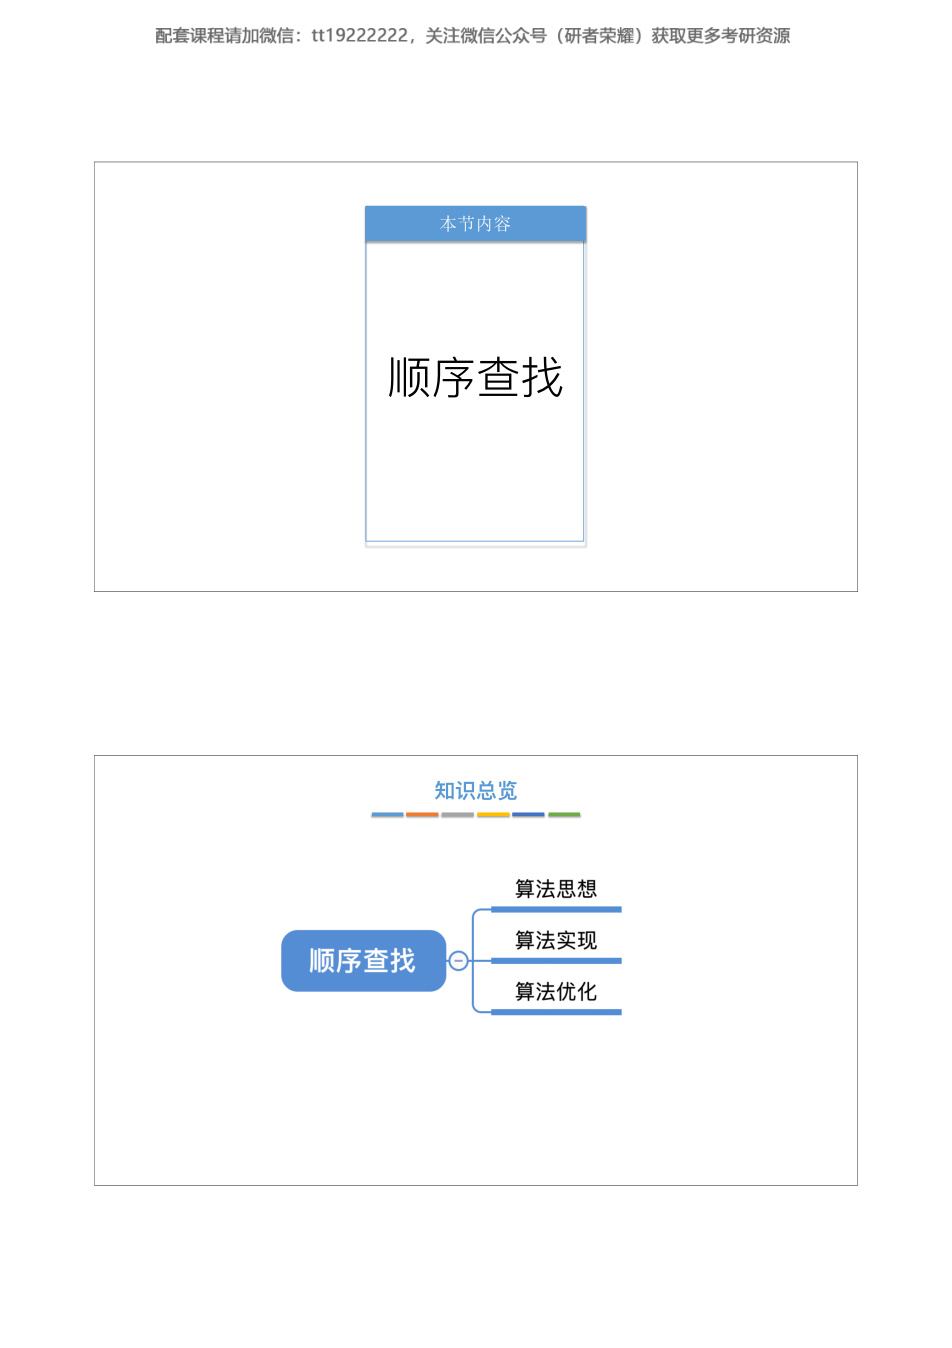 配套课程请加微信：tt19222222，关注微信公众号（研者荣耀）获取更多考研资源
本节内容
顺序查找
知识总览
算法思想
顺序查找
算法实现
算法优化